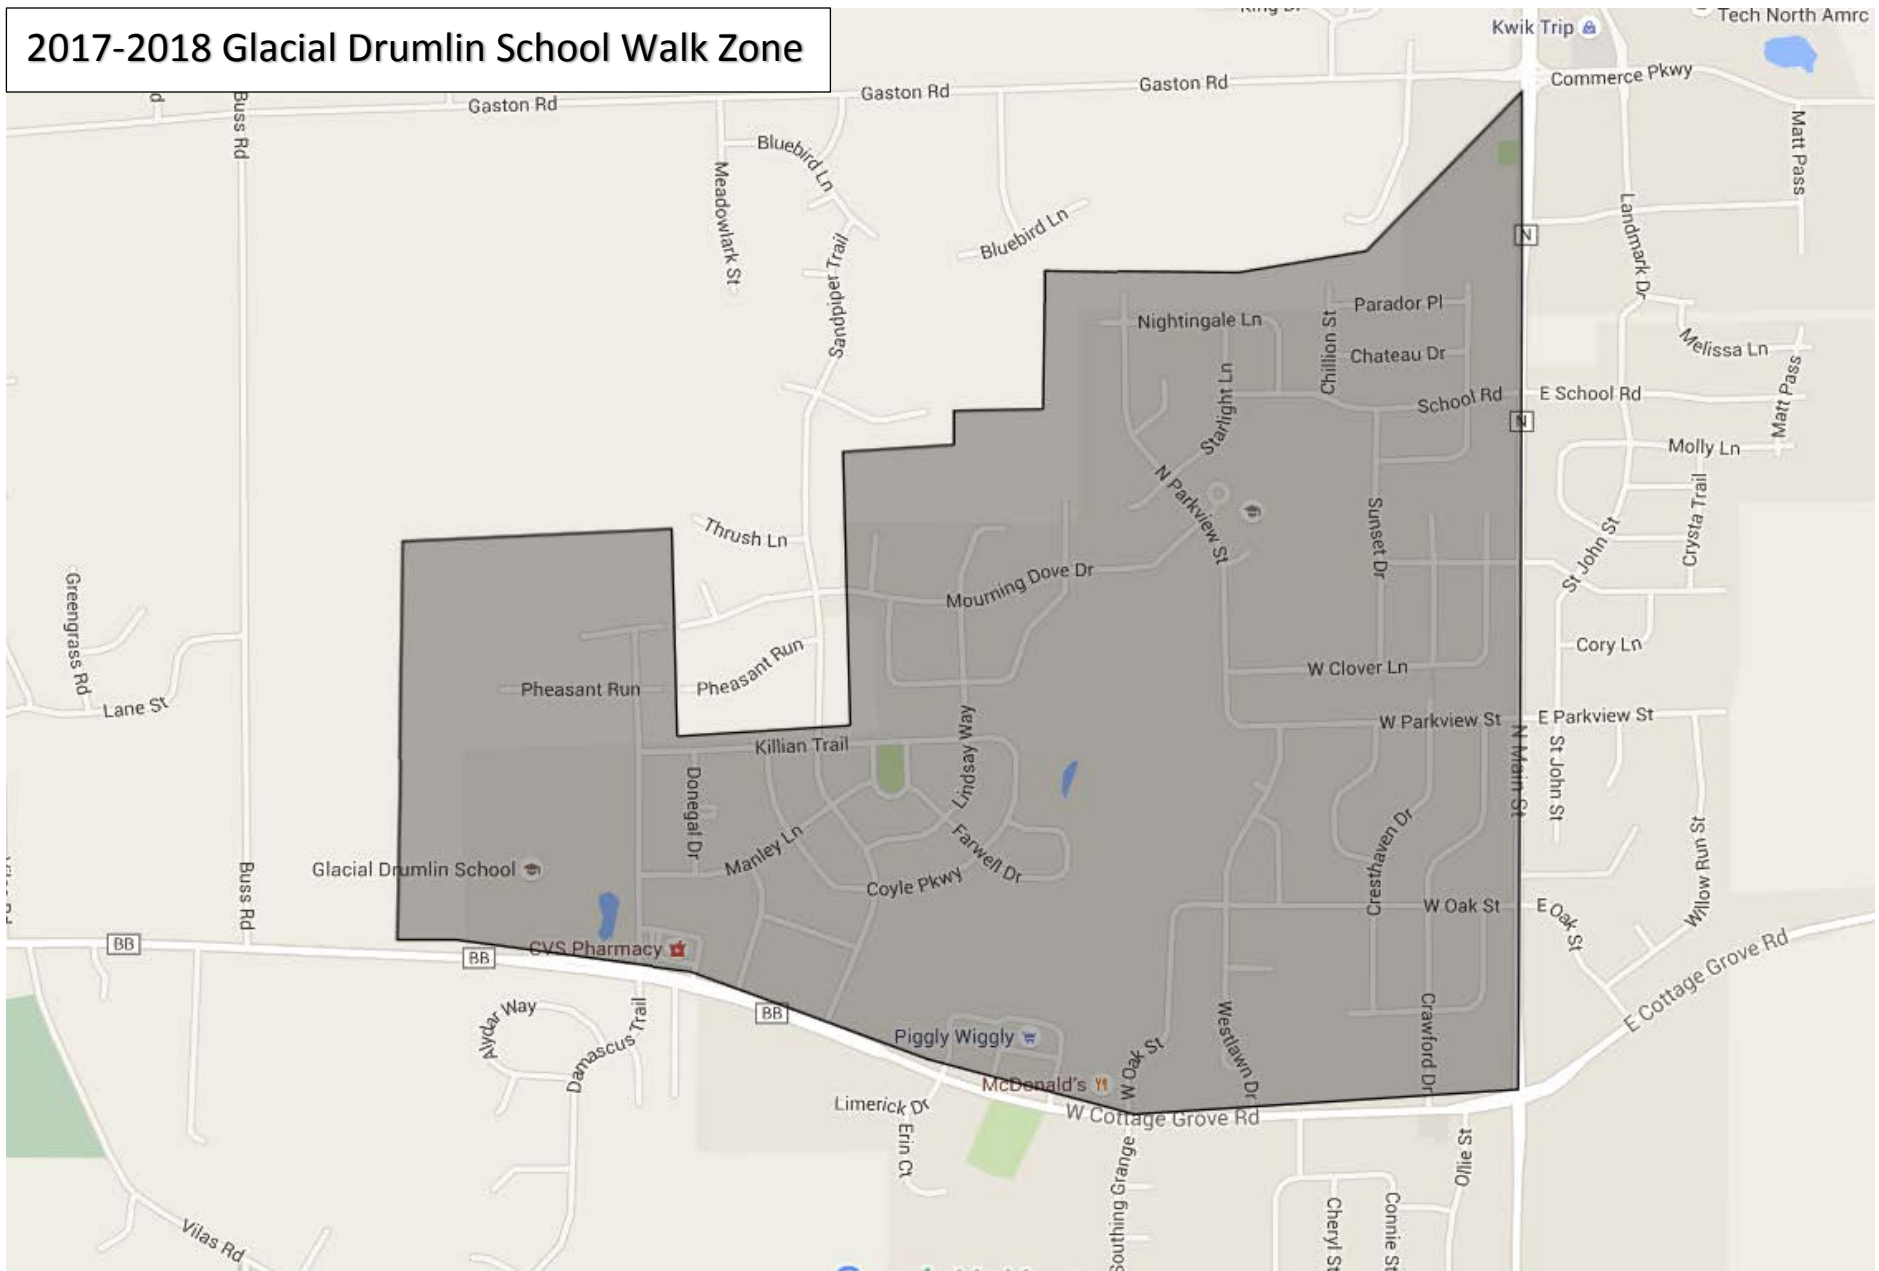 2017-2018 Glacial Drumlin School Walk Zone
Kwik Trip
Tech North Amrc
Commerce Pkwy
Gaston Rd
Gaston Rd
Gaston Rd
Buss Rd
Bluebird Ln
Meadowlark St
Matt Pass
Landmark Dr
Bluebird Ln
Sandpiper Trail
N
Nightingale Ln
Parador Pl
Chillion St
Chateau Dr
Melissa Ln
Starlight Ln
School Rd
E School Rd
Matt Pass
N
Molly Ln
N Parkview St
Crysta Trail
Sunset Dr
Thrush Ln
St John St
Mourning Dove Dr
Greengrass Rd
Cory Ln
Pheasant Run
Pheasant Run
W Clover Ln
Lane St
Lindsay Way
W Parkview St
E Parkview St
Killian Trail
N Main St
St John St
Donegal Dr
Manley Ln
Farwell Dr
Cresthaven Dr
Willow Run St
Glacial Drumlin School
Coyle Pkwy
Buss Rd
W Oak St
E Oak St
BB
BB
CVS Pharmacy
E Cottage Grove Rd
Alydar Way
Damascus Trail
BB
Piggly Wiggly
McDonald's
W Oak St
Westlawn Dr
Crawford Dr
Limerick Dr
W Cottage Grove Rd
Erin Ct
Ollie St
Southing Grange
Cheryl St
Connie St
Vilas Rd